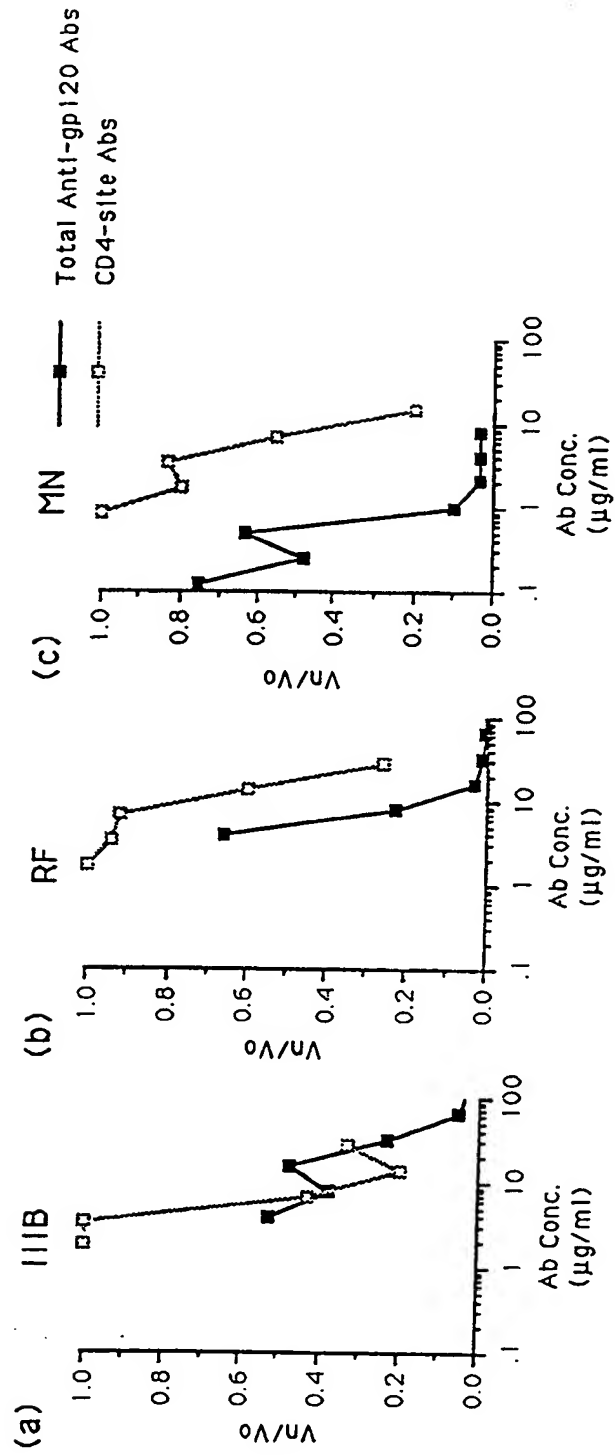 (a)
IIIB
Vn/Vo
1.0
0.8
0.6
0.4
0.2
0.0
.1
1
10
100
Ab Conc.
(µg/ml)
(b)
RF
Vn/Vo
1.0
0.8
0.6
0.4
0.2
0.0
.1
1
10
100
Ab Conc.
(µg/ml)
(c)
MN
Vn/Vo
1.0
0.8
0.6
0.4
0.2
0.0
.1
1
10
100
Ab Conc.
(µg/ml)
Total Anti-gp120 Abs
CD4-site Abs